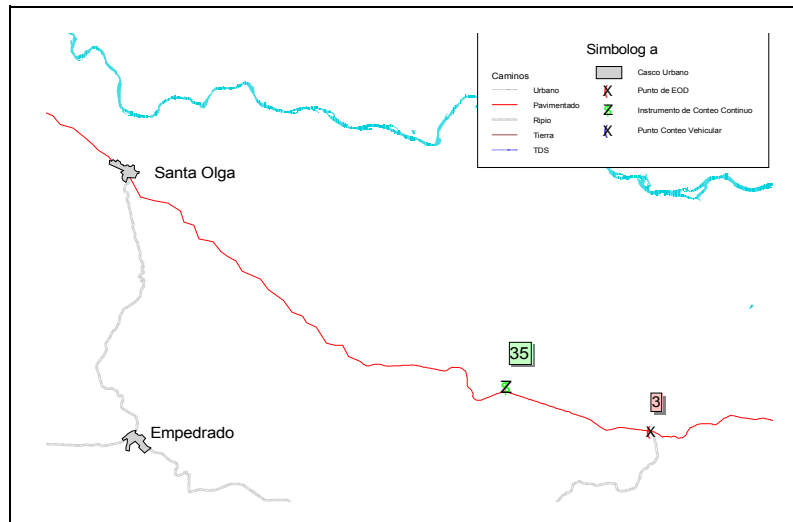 Simbolog a
Caminos
Urbano
Pavimentado
Ripio
Tierra
TDS
Casco Urbano
X Punto de EOD
Z Instrumento de Conteo Continuo
X Punto Conteo Vehicular
Santa Olga
35
Z
3
X
Empedrado